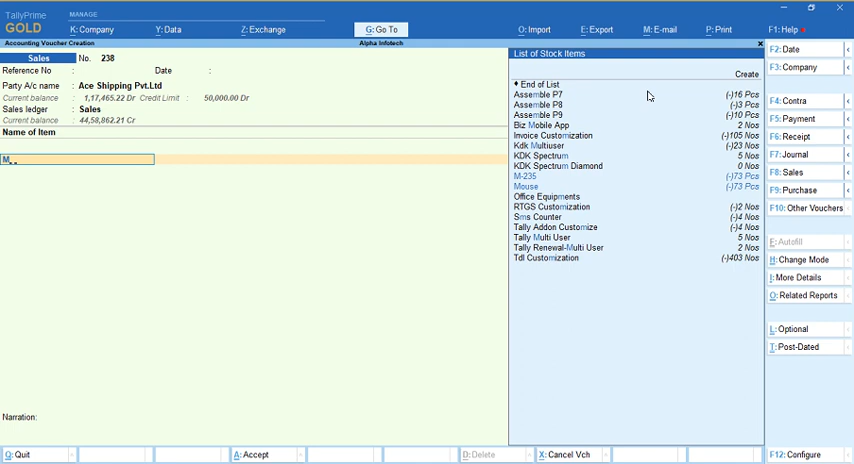 TallyPrime
GOLD
MANAGE
K:Company
Y:Data
Z:Exchange
G:Go To
O:Import
E:Export
M:E-mail
P:Print
F1:Help
Accounting Voucher Creation
Alpha Infotech
Sales
No. 238
Reference No :
Date :
Party A/c name : Ace Shipping Pvt.Ltd
Current balance : 1,17,465.22 Dr Credit Limit : 50,000.00 Dr
Sales ledger : Sales
Current balance : 44,58,862.21 Cr
Name of Item
M
Narration:
List of Stock Items
Create
♦ End of List
Assemble P7 (-)16 Pcs
Assemble P8 (-)3 Pcs
Assemble P9 (-)10 Pcs
Biz Mobile App 2 Nos
Invoice Customization (-)105 Nos
Kdk Multiuser (-)23 Nos
KDK Spectrum 5 Nos
KDK Spectrum Diamond 0 Nos
M-235 (-)73 Pcs
Mouse (-)73 Pcs
Office Equipments
RTGS Customization (-)2 Nos
Sms Counter (-)4 Nos
Tally Addon Customize (-)4 Nos
Tally Multi User 5 Nos
Tally Renewal-Multi User 2 Nos
Tdl Customization (-)403 Nos
F2: Date
F3: Company
F4: Contra
F5: Payment
F6: Receipt
F7: Journal
F8: Sales
F9: Purchase
F10: Other Vouchers
E: Autofill
H: Change Mode
I: More Details
O: Related Reports
L: Optional
T: Post-Dated
F12: Configure
Q: Quit
A: Accept
D: Delete
X: Cancel Vch